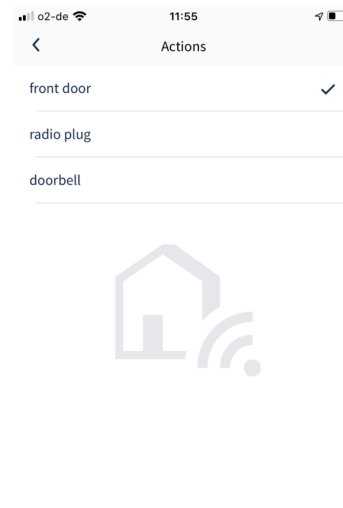 o2-de 11:55
Actions
front door
radio plug
doorbell